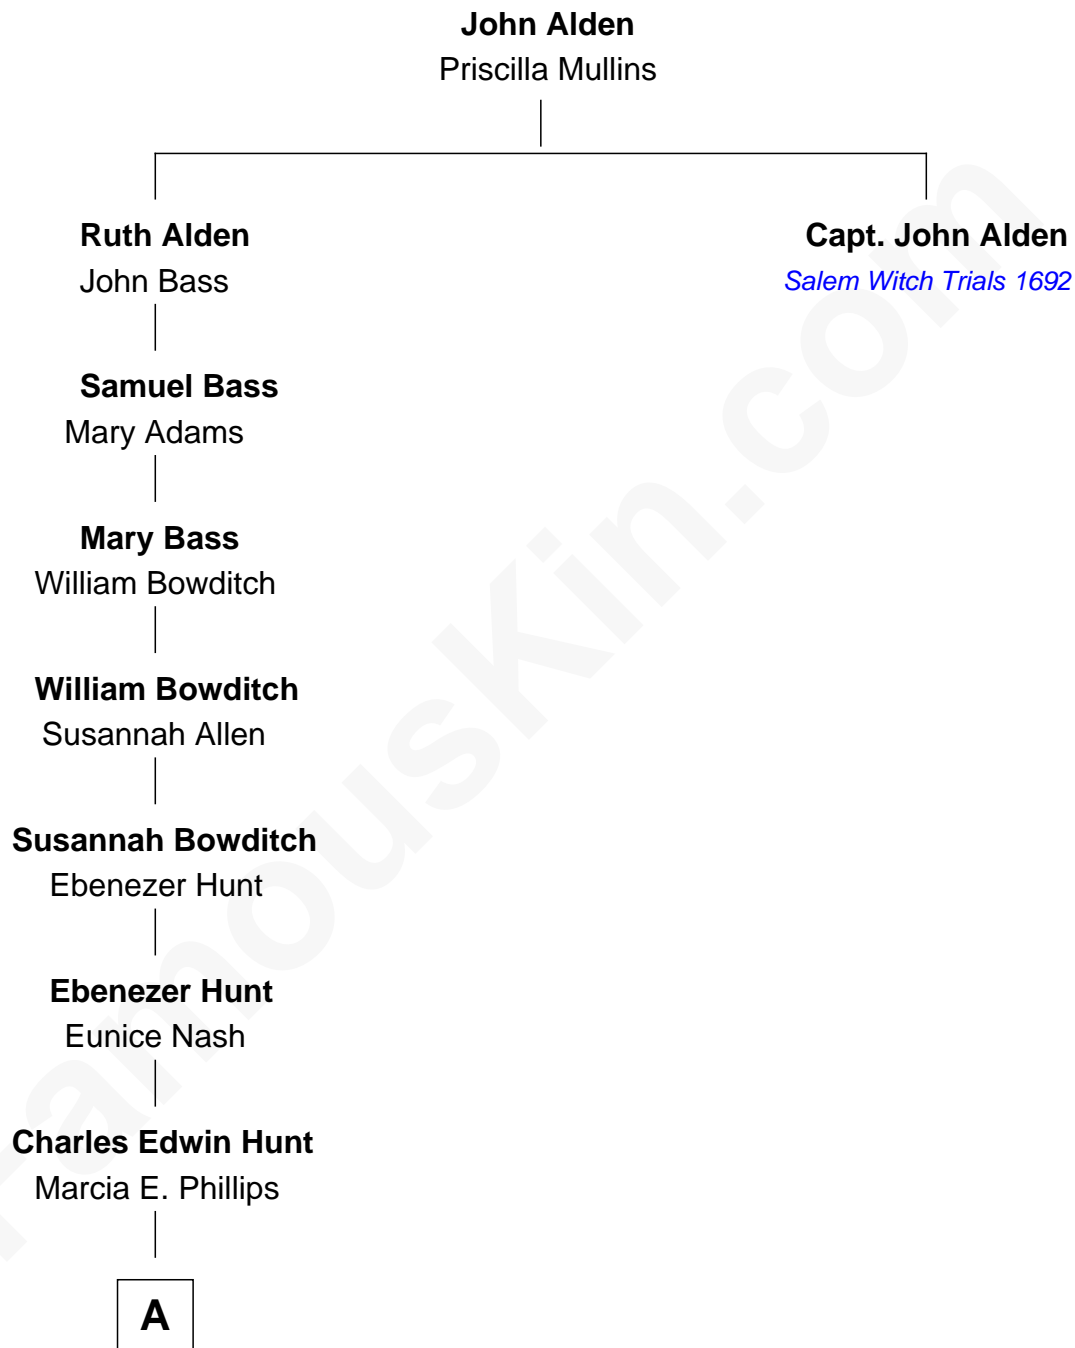 John Alden
Priscilla Mullins
Ruth Alden
John Bass
Capt. John Alden
Salem Witch Trials 1692
Samuel Bass
Mary Adams
Mary Bass
William Bowditch
William Bowditch
Susannah Allen
Susannah Bowditch
Ebenezer Hunt
Ebenezer Hunt
Eunice Nash
Charles Edwin Hunt
Marcia E. Phillips
A
FamousKin.com